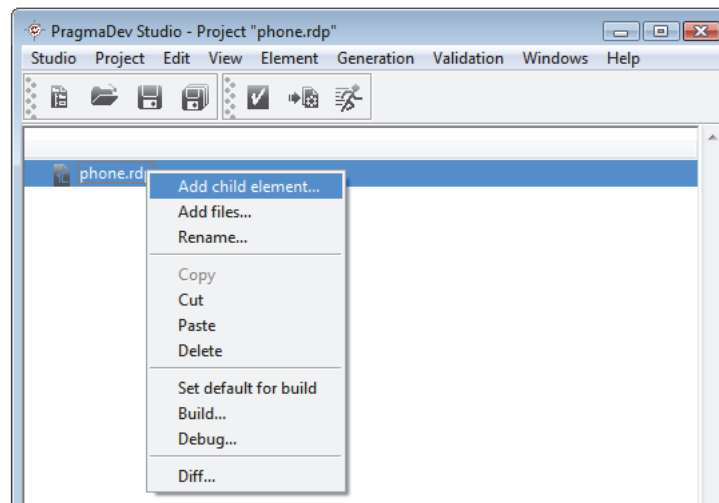 PragmaDev Studio - Project "phone.rdp"
Studio Project Edit View Element Generation Validation Windows Help
phone.rdp
Add child element...
Add files...
Rename...
Copy
Cut
Paste
Delete
Set default for build
Build...
Debug...
Diff...